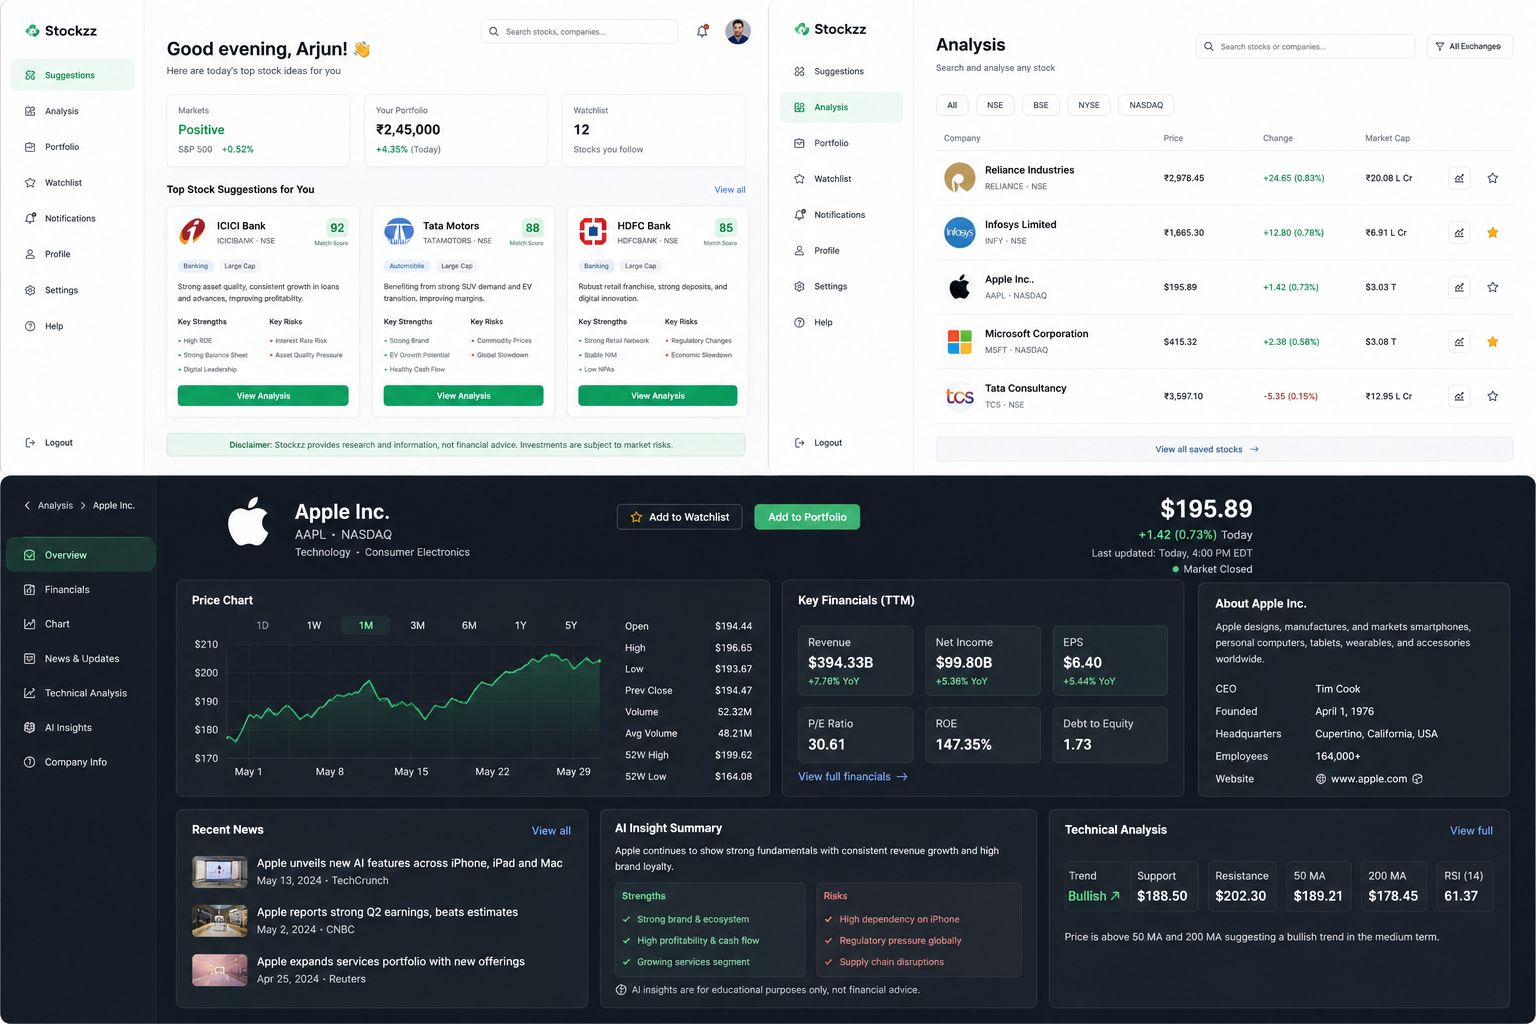 Stockzz
Suggestions
Analysis
Portfolio
Watchlist
Notifications
Profile
Settings
Help
Logout
Search stocks, companies...
Good evening, Arjun! 👋
Here are today's top stock ideas for you
Markets
Positive
S&P 500 +0.52%
Your Portfolio
₹2,45,000
+4.35% (Today)
Watchlist
12
Stocks you follow
Top Stock Suggestions for You
View all
ICICI Bank
ICICIBANK · NSE
92
Match Score
Banking
Large Cap
Strong asset quality, consistent growth in loans
and advances, improving profitability.
Key Strengths
• High ROE
• Strong Balance Sheet
• Digital Leadership
Key Risks
• Interest Rate Risk
• Asset Quality Pressure
View Analysis
Tata Motors
TATAMOTORS · NSE
88
Match Score
Automobile
Large Cap
Benefiting from strong SUV demand and EV
transition. Improving margins.
Key Strengths
• Strong Brand
• EV Growth Potential
• Healthy Cash Flow
Key Risks
• Commodity Prices
• Global Slowdown
View Analysis
HDFC Bank
HDFCBANK · NSE
85
Match Score
Banking
Large Cap
Robust retail franchise, strong deposits, and
digital innovation.
Key Strengths
• Strong Retail Network
• Stable NIM
• Low NPAs
Key Risks
• Regulatory Changes
• Economic Slowdown
View Analysis
Disclaimer: Stockzz provides research and information, not financial advice. Investments are subject to market risks.
Stockzz
Suggestions
Analysis
Portfolio
Watchlist
Notifications
Profile
Settings
Help
Logout
Analysis
Search and analyse any stock
Search stocks or companies...
All Exchanges
All
NSE
BSE
NYSE
NASDAQ
Company Price Change Market Cap
Reliance Industries
RELIANCE · NSE
₹2,978.45 +24.65 (0.83%) ₹20.08 L Cr
Infosys
Infosys Limited
INFY · NSE
₹1,665.30 +12.80 (0.78%) ₹6.91 L Cr
Apple Inc..
AAPL · NASDAQ
$195.89 +1.42 (0.73%) $3.03 T
Microsoft Corporation
MSFT · NASDAQ
$415.32 +2.38 (0.58%) $3.08 T
tcs
Tata Consultancy
TCS · NSE
₹3,597.10 -5.35 (0.15%) ₹12.95 L Cr
View all saved stocks →
< Analysis > Apple Inc.
Overview
Financials
Chart
News & Updates
Technical Analysis
AI Insights
Company Info
Apple Inc.
AAPL • NASDAQ
Technology • Consumer Electronics
Add to Watchlist
Add to Portfolio
$195.89
+1.42 (0.73%) Today
Last updated: Today, 4:00 PM EDT
Market Closed
Price Chart
1D 1W 1M 3M 6M 1Y 5Y
$210
$200
$190
$180
$170
May 1 May 8 May 15 May 22 May 29
Open $194.44
High $196.65
Low $193.67
Prev Close $194.47
Volume 52.32M
Avg Volume 48.21M
52W High $199.62
52W Low $164.08
Key Financials (TTM)
Revenue
$394.33B
+7.78% YoY
Net Income
$99.80B
+5.36% YoY
EPS
$6.40
+5.44% YoY
P/E Ratio
30.61
ROE
147.35%
Debt to Equity
1.73
View full financials →
About Apple Inc.
Apple designs, manufactures, and markets smartphones,
personal computers, tablets, wearables, and accessories
worldwide.
CEO Tim Cook
Founded April 1, 1976
Headquarters Cupertino, California, USA
Employees 164,000+
Website www.apple.com
Recent News
View all
Apple unveils new AI features across iPhone, iPad and Mac
May 13, 2024 • TechCrunch
Apple reports strong Q2 earnings, beats estimates
May 2, 2024 • CNBC
Apple expands services portfolio with new offerings
Apr 25, 2024 • Reuters
AI Insight Summary
Apple continues to show strong fundamentals with consistent revenue growth and high
brand loyalty.
Strengths
Strong brand & ecosystem
High profitability & cash flow
Growing services segment
Risks
High dependency on iPhone
Regulatory pressure globally
Supply chain disruptions
AI insights are for educational purposes only, not financial advice.
Technical Analysis
View full
Trend
Bullish ↗
Support
$188.50
Resistance
$202.30
50 MA
$189.21
200 MA
$178.45
RSI (14)
61.37
Price is above 50 MA and 200 MA suggesting a bullish trend in the medium term.